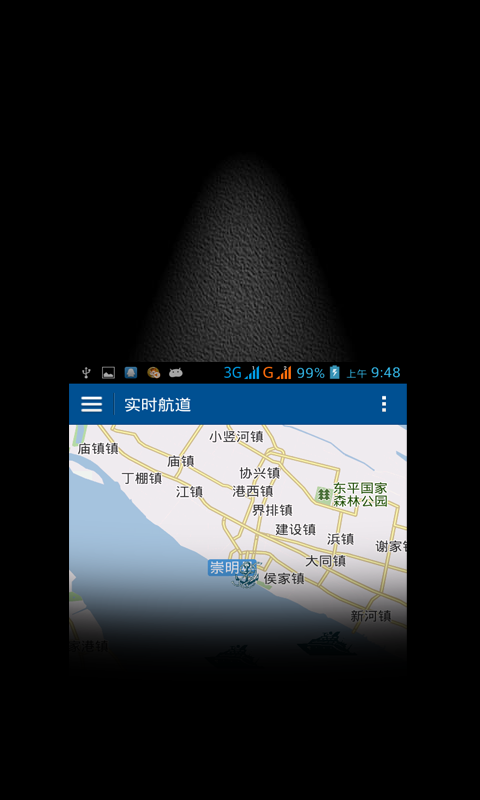 3G G 99% 上午 9:48
实时航道
小竖河镇
庙镇镇
庙镇
丁棚镇
协兴镇
江镇
港西镇
东平国家
森林公园
界排镇
建设镇
浜镇
谢家
大同镇
崇明
侯家镇
新河镇
港镇